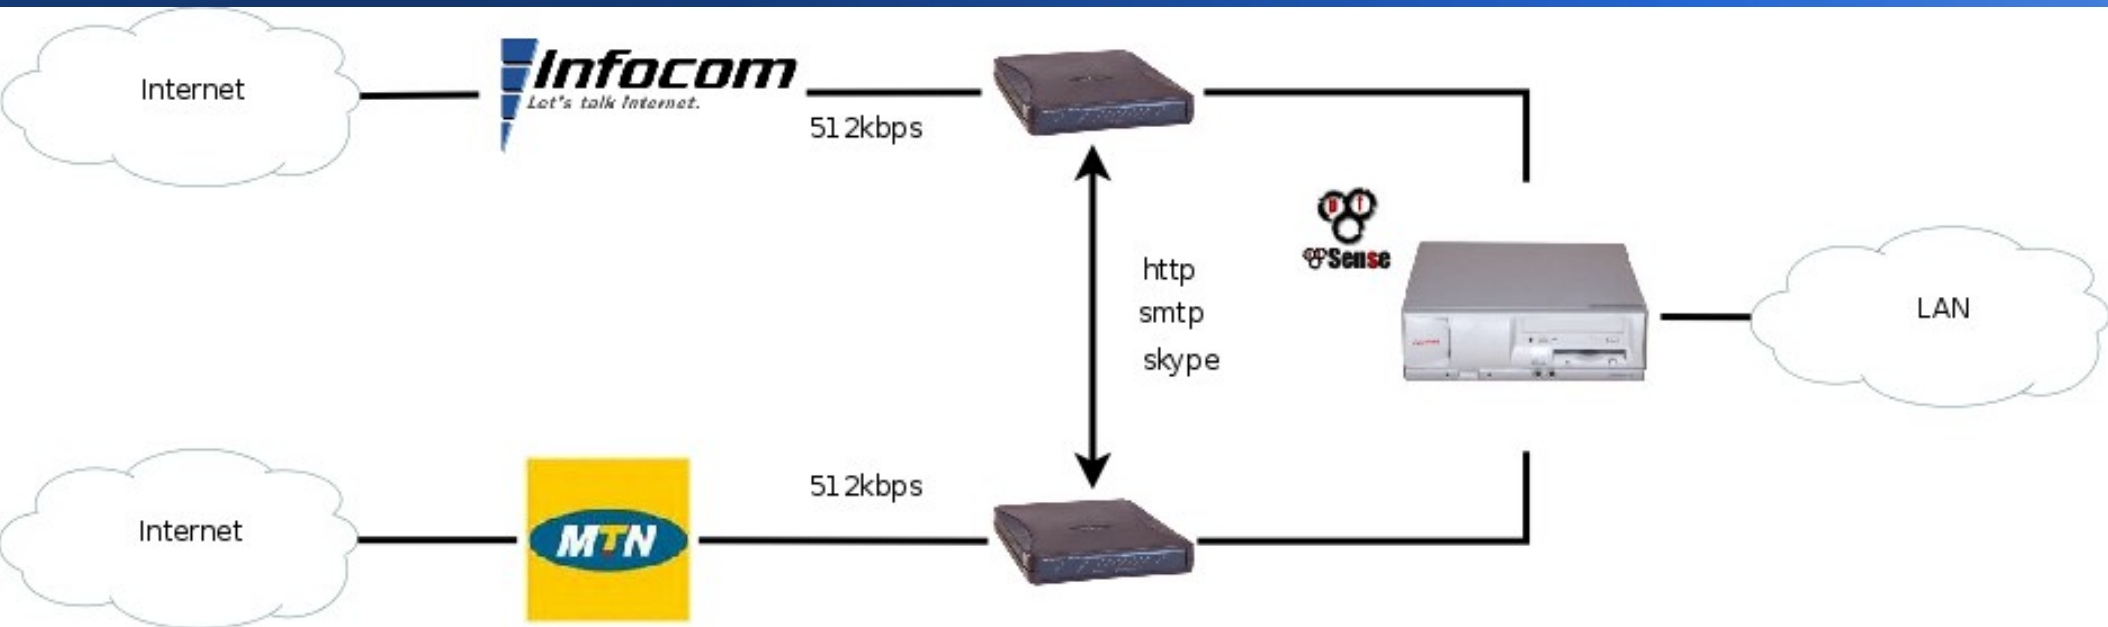 Internet
Infocom
Let's talk Internet.
512kbps
http
smtp
skype
Sense
LAN
512kbps
Internet
MTN